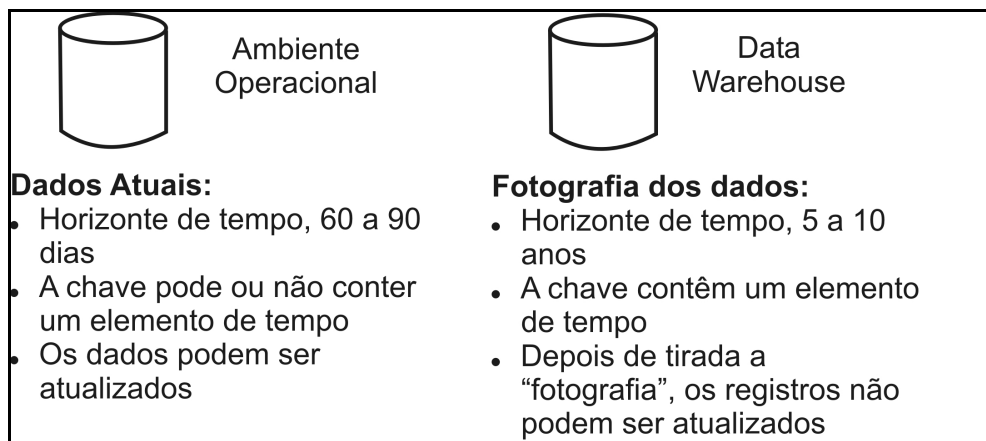 Ambiente
Operacional
Dados Atuais:
• Horizonte de tempo, 60 a 90
dias
• A chave pode ou não conter
um elemento de tempo
• Os dados podem ser
atualizados
Data
Warehouse
Fotografia dos dados:
• Horizonte de tempo, 5 a 10
anos
• A chave contêm um elemento
de tempo
• Depois de tirada a
“fotografia”, os registros não
podem ser atualizados